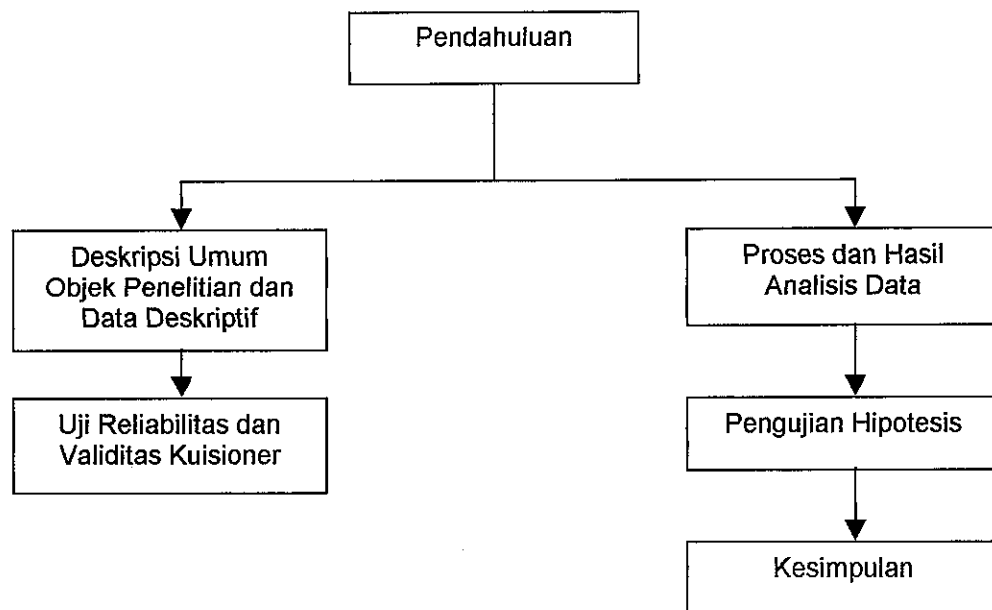 Pendahuluan
Deskripsi Umum
Objek Penelitian dan
Data Deskriptif
Proses dan Hasil
Analisis Data
Uji Reliabilitas dan
Validitas Kuisioner
Pengujian Hipotesis
Kesimpulan